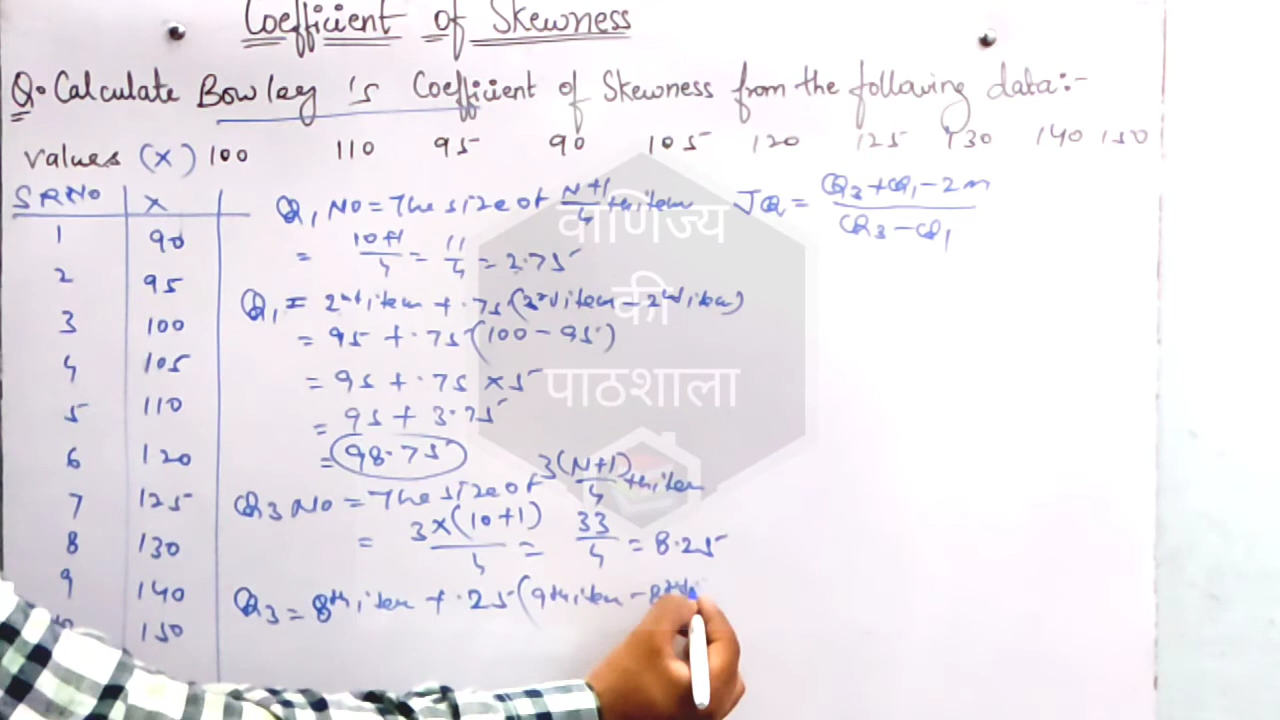 Coefficient of Skewness
Q. Calculate Bowley's Coefficient of Skewness from the following data:-
values (X) 100 110 95 90 105 120 125 130 140 150
SR NO X
1 90
2 95
3 100
4 105
5 110
6 120
7 125
8 130
9 140
10 150
Q1 NO = The size of N+1/4 th item
= 10+1/4 = 11/4 = 2.75
Q1 = 2nd item + .75 (3rd item - 2nd item)
= 95 + .75 (100 - 95)
= 95 + .75 x 5
= 95 + 3.75
= 98.75
Q3 NO = The size of 3(N+1)/4 th item
= 3x(10+1)/4 = 33/4 = 8.25
Q3 = 8th item + .25 (9th item - 8th
JQ = Q3+Q1-2m / Q3-Q1
वाणिज्य
की
पाठशाला